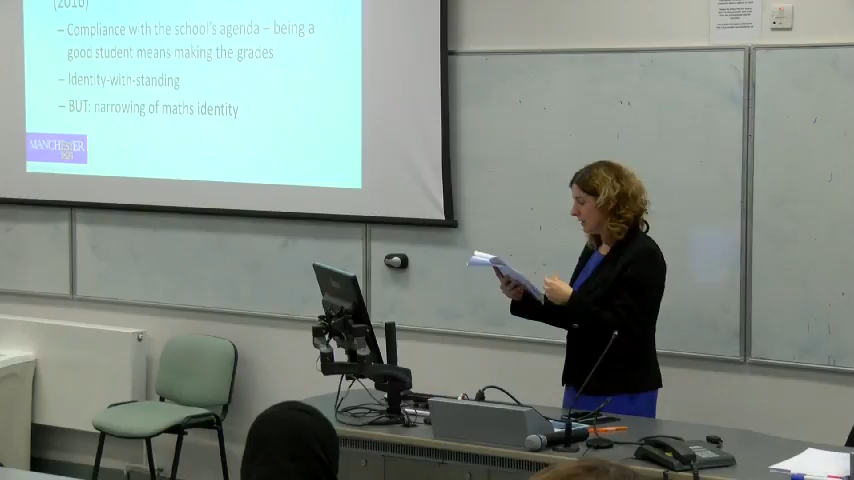 (2016)
– Compliance with the school's agenda – being a
good student means making the grades
– Identity-with-standing
– BUT: narrowing of maths identity
MANCHESTER
1824